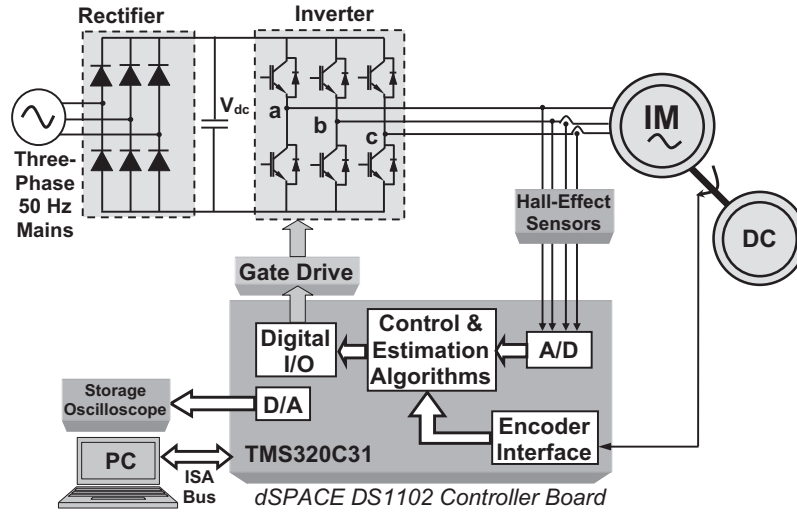 Rectifier
Inverter
V dc
a
b
c
IM
DC
Three-
Phase
50 Hz
Mains
Hall-Effect
Sensors
Gate Drive
Digital
I/O
Control &
Estimation
Algorithms
A/D
Storage
Oscilloscope
D/A
Encoder
Interface
PC
ISA
Bus
TMS320C31
dSPACE DS1102 Controller Board